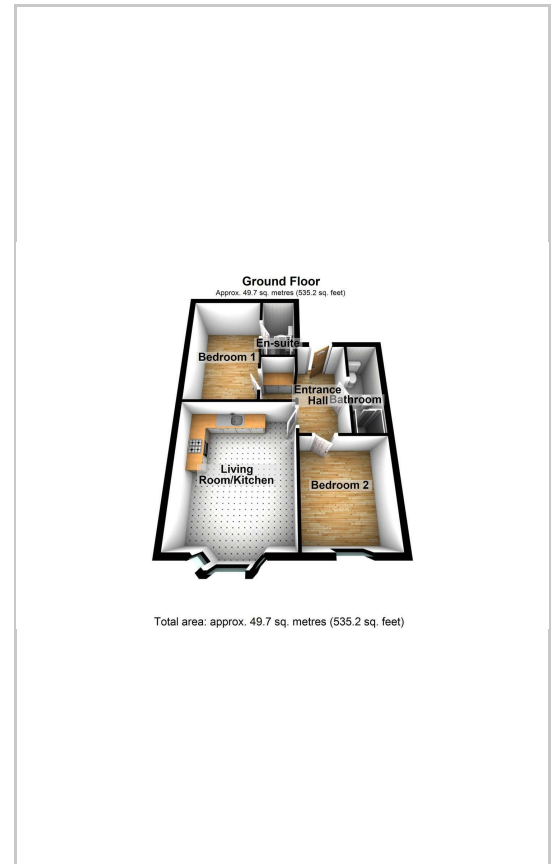 Ground Floor
Approx. 49.7 sq. metres (535.2 sq. feet)
En-suite
Bedroom 1
Entrance
Hall
Bathroom
Living
Room/Kitchen
Bedroom 2
Total area: approx. 49.7 sq. metres (535.2 sq. feet)